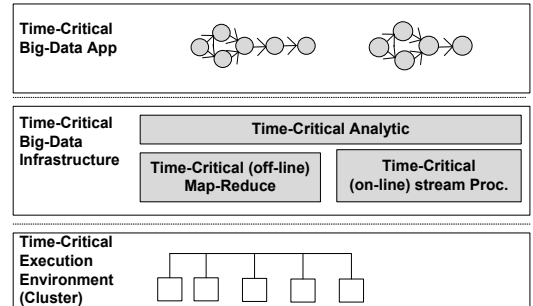 Time-Critical
Big-Data App
Time-Critical
Big-Data
Infrastructure
Time-Critical Analytic
Time-Critical (off-line)
Map-Reduce
Time-Critical
(on-line) stream Proc.
Time-Critical
Execution
Environment
(Cluster)